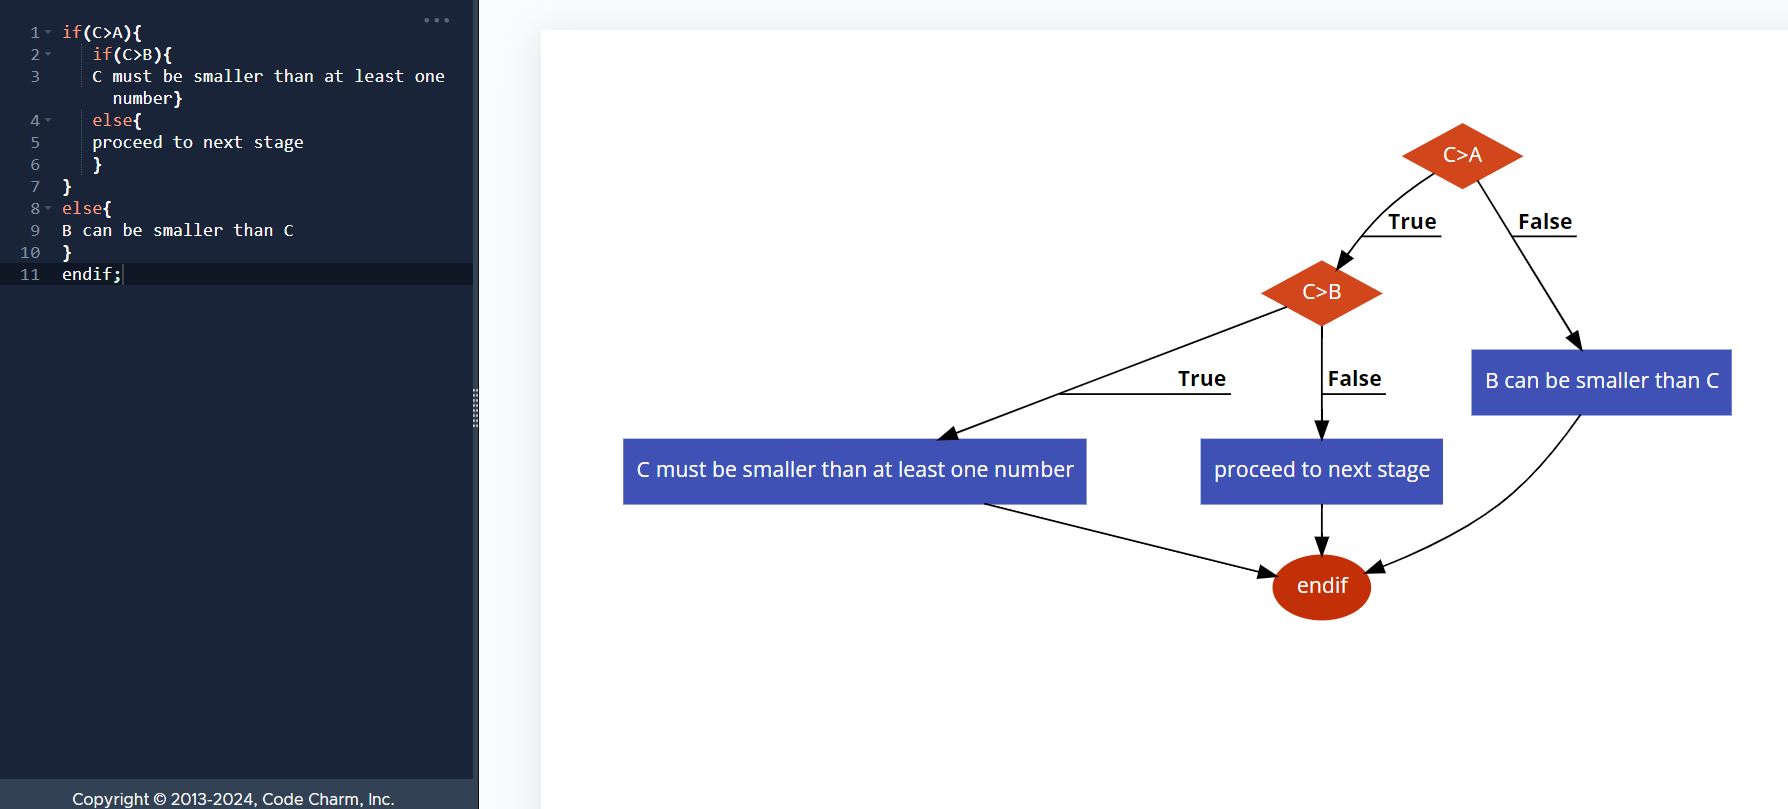 1 if(C>A){
2 if(C>B){
3 C must be smaller than at least one
number}
4 else{
5 proceed to next stage
6 }
7 }
8 else{
9 B can be smaller than C
10 }
11 endif;
Copyright © 2013-2024, Code Charm, Inc.
C>A
True
False
C>B
True
False
B can be smaller than C
C must be smaller than at least one number
proceed to next stage
endif